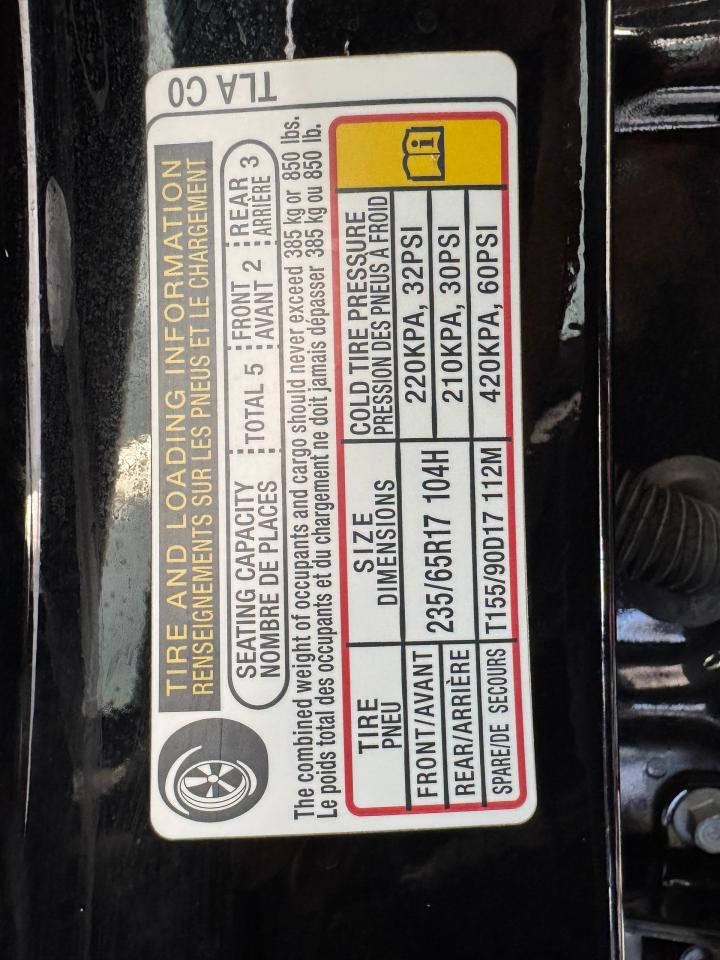 TLA C0
TIRE AND LOADING INFORMATION
RENSEIGNEMENTS SUR LES PNEUS ET LE CHARGEMENT
SEATING CAPACITY TOTAL 5 FRONT 2 REAR 3
NOMBRE DE PLACES AVANT ARRIÈRE
The combined weight of occupants and cargo should never exceed 385 kg or 850 lbs.
Le poids total des occupants et du chargement ne doit jamais dépasser 385 kg ou 850 lb.
TIRE SIZE COLD TIRE PRESSURE
PNEU DIMENSIONS PRESSION DES PNEUS À FROID
FRONT/AVANT 235/65R17 104H 220KPA, 32PSI
REAR/ARRIÈRE 210KPA, 30PSI
SPARE/DE SECOURS T155/90D17 112M 420KPA, 60PSI